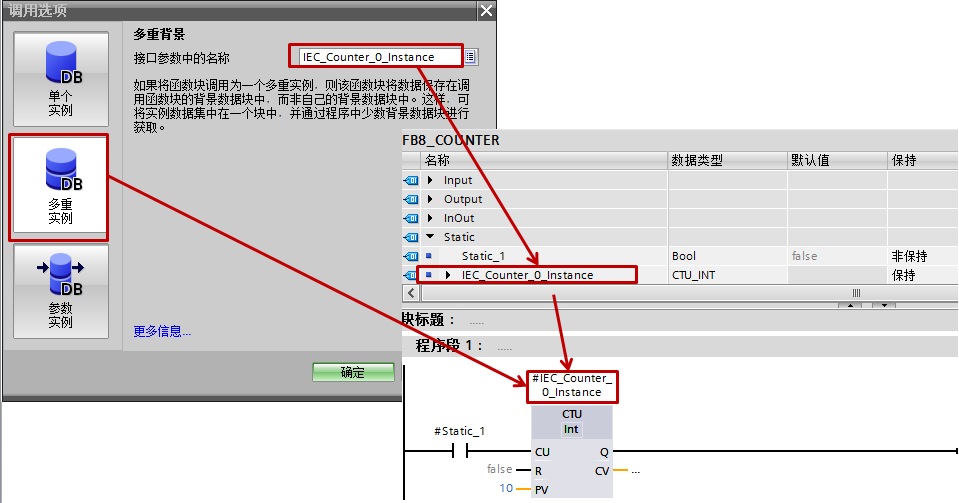 调用选项
DB
单个
实例
DB
多重
实例
DB
参数
实例
多重背景
接口参数中的名称
IEC_Counter_0_Instance
如果将函数块调用为一个多重实例，则该函数块将数据保存在调
用函数块的背景数据块中，而非自己的背景数据块中。这样，可
将实例数据集中在一个块中，并通过程序中少数背景数据块进行
获取。
更多信息...
确定
FB8_COUNTER
名称 数据类型 默认值 保持
Input
Output
InOut
Static
Static_1 Bool false 非保持
IEC_Counter_0_Instance CTU_INT 保持
块标题： .....
程序段 1： .....
#IEC_Counter_
0_Instance
CTU
Int
#Static_1
CU Q
false R CV ...
10 PV